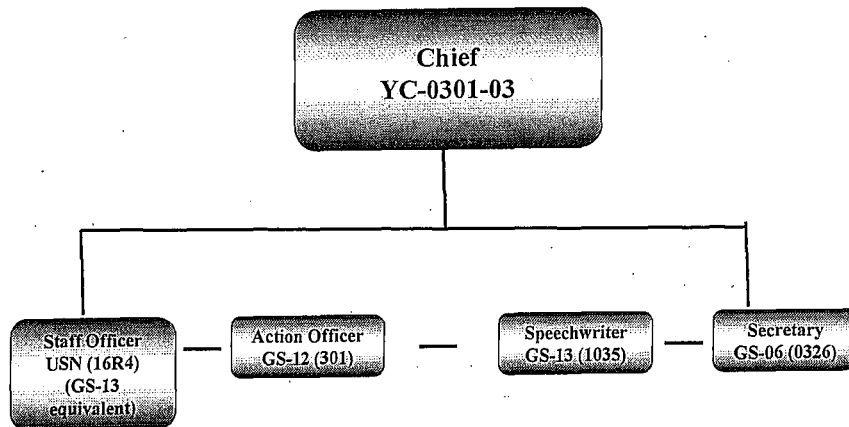 Chief
YC-0301-03
Staff Officer
USN (16R4)
(GS-13
equivalent)
Action Officer
GS-12 (301)
Speechwriter
GS-13 (1035)
Secretary
GS-06 (0326)